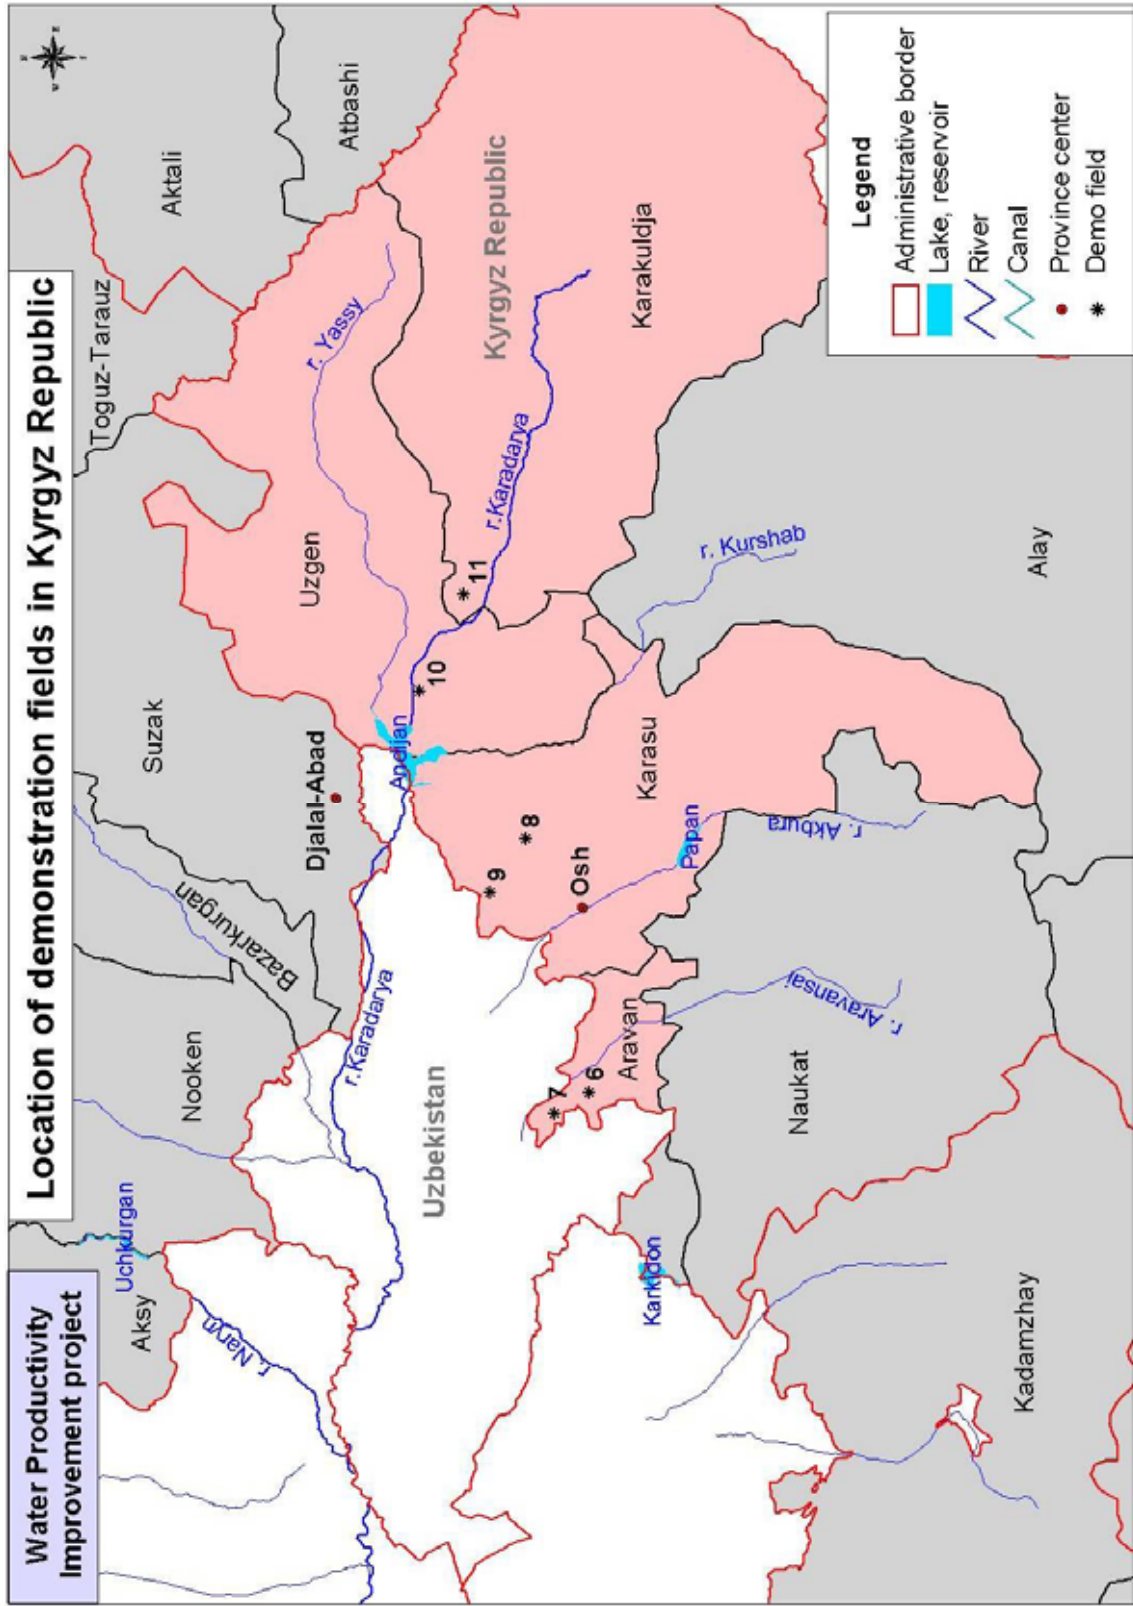 Water Productivity
Improvement project
Location of demonstration fields in Kyrgyz Republic
Aksy
Uchkurgan
r. Naryn
Nooken
Bazarkurgan
Suzak
Toguz-Tarauz
Aktali
Atbashi
Djalal-Abad
Uzgen
r. Yassy
Kyrgyz Republic
r.Karadarya
Andijan
10
11
r.Karadarya
Karakuldja
Uzbekistan
9
8
Osh
Karasu
r. Kurshab
7
6
Aravan
Papan
r. Akbura
r. Aravansai
Karkidon
Naukat
Alay
Kadamzhay
Legend
Administrative border
Lake, reservoir
River
Canal
Province center
Demo field